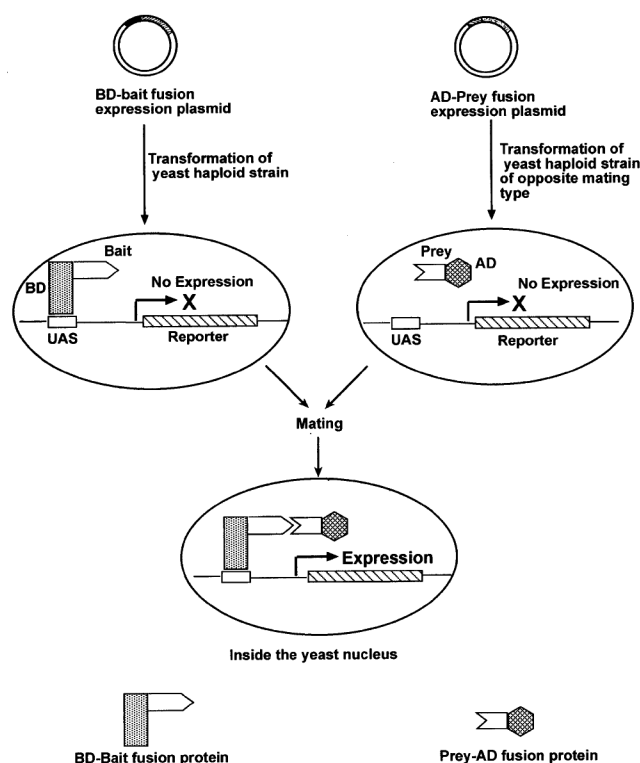 BD-bait fusion
expression plasmid
AD-Prey fusion
expression plasmid
Transformation of
yeast haploid strain
Transformation of
yeast haploid strain
of opposite mating
type
Bait
BD
No Expression
X
UAS
Reporter
Prey
AD
No Expression
X
UAS
Reporter
Mating
Expression
Inside the yeast nucleus
BD-Bait fusion protein
Prey-AD fusion protein